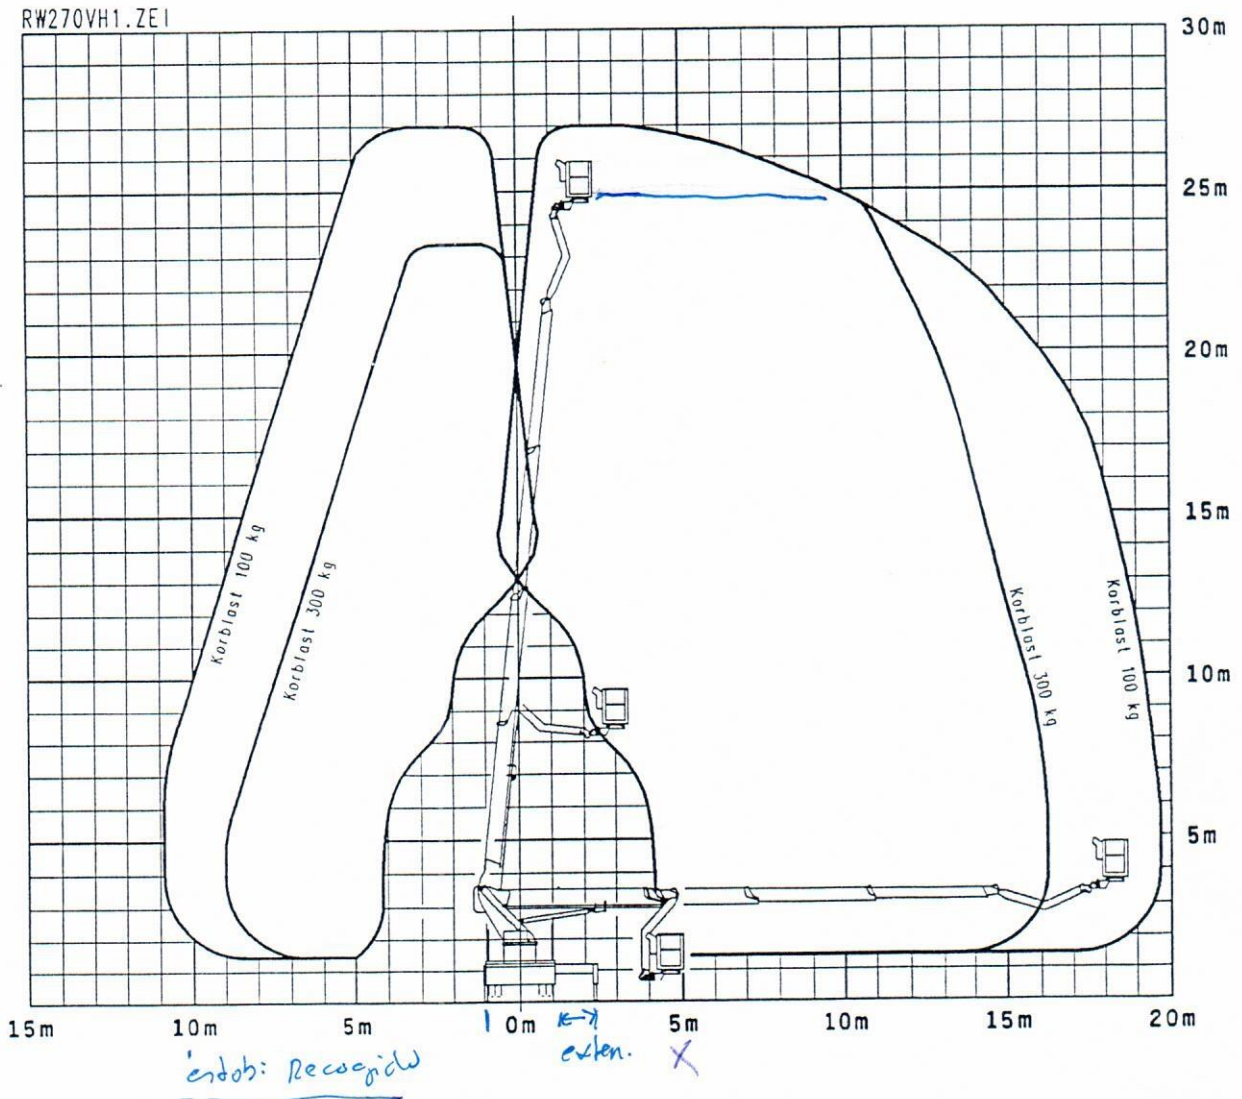 RW270VH1.ZEI
30m
25m
20m
15m
Korblast 100 kg
Korblast 300 kg
Korblast 300 kg
Korblast 100 kg
10m
5m
15m 10m 5m 0m 5m 10m 15m 20m
exten. X
Recogido